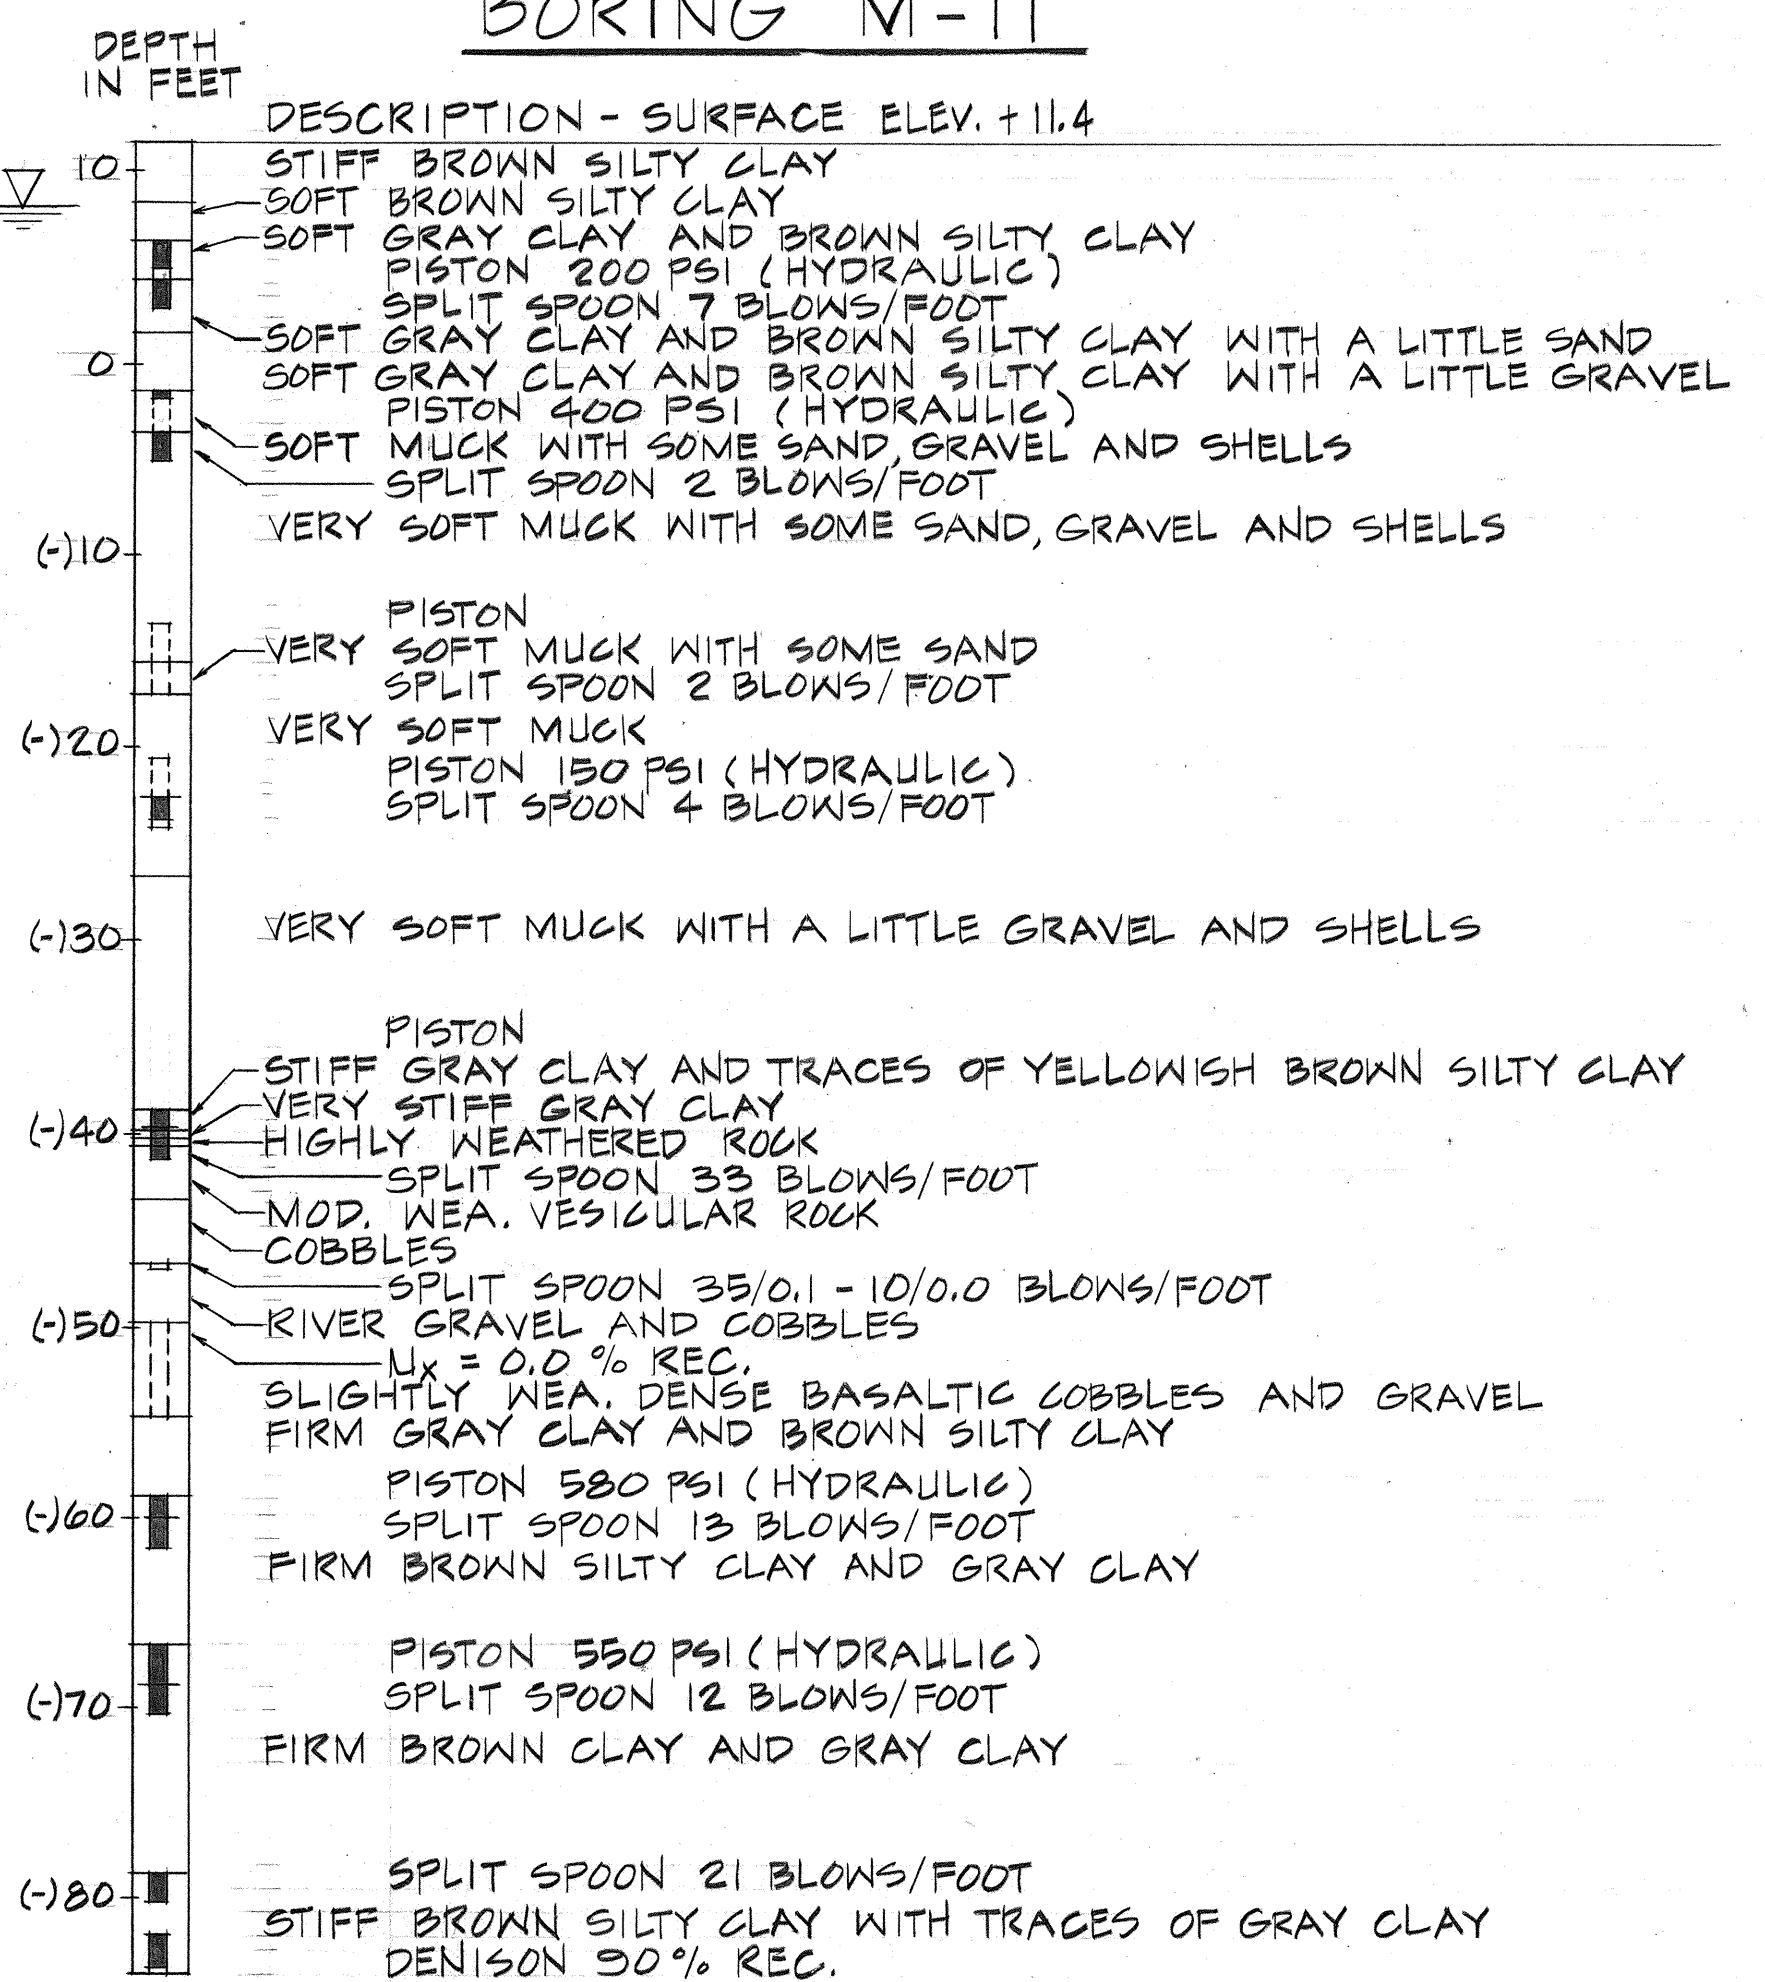 BORING M-11
DEPTH
IN FEET
DESCRIPTION - SURFACE ELEV. +11.4
10
STIFF BROWN SILTY CLAY
SOFT BROWN SILTY CLAY
SOFT GRAY CLAY AND BROWN SILTY CLAY
PISTON 200 PSI (HYDRAULIC)
SPLIT SPOON 7 BLOWS/FOOT
SOFT GRAY CLAY AND BROWN SILTY CLAY WITH A LITTLE SAND
0
SOFT GRAY CLAY AND BROWN SILTY CLAY WITH A LITTLE GRAVEL
PISTON 400 PSI (HYDRAULIC)
SOFT MUCK WITH SOME SAND, GRAVEL AND SHELLS
SPLIT SPOON 2 BLOWS/FOOT
VERY SOFT MUCK WITH SOME SAND, GRAVEL AND SHELLS
(-)10
PISTON
VERY SOFT MUCK WITH SOME SAND
SPLIT SPOON 2 BLOWS/FOOT
VERY SOFT MUCK
(-)20
PISTON 150 PSI (HYDRAULIC)
SPLIT SPOON 4 BLOWS/FOOT
VERY SOFT MUCK WITH A LITTLE GRAVEL AND SHELLS
(-)30
PISTON
STIFF GRAY CLAY AND TRACES OF YELLOWISH BROWN SILTY CLAY
VERY STIFF GRAY CLAY
(-)40
HIGHLY WEATHERED ROCK
SPLIT SPOON 33 BLOWS/FOOT
MOD. WEA. VESICULAR ROCK
COBBLES
SPLIT SPOON 35/0.1 - 10/0.0 BLOWS/FOOT
(-)50
RIVER GRAVEL AND COBBLES
Nx = 0.0 % REC.
SLIGHTLY WEA. DENSE BASALTIC COBBLES AND GRAVEL
FIRM GRAY CLAY AND BROWN SILTY CLAY
PISTON 580 PSI (HYDRAULIC)
(-)60
SPLIT SPOON 13 BLOWS/FOOT
FIRM BROWN SILTY CLAY AND GRAY CLAY
PISTON 550 PSI (HYDRAULIC)
(-)70
SPLIT SPOON 12 BLOWS/FOOT
FIRM BROWN CLAY AND GRAY CLAY
SPLIT SPOON 21 BLOWS/FOOT
(-)80
STIFF BROWN SILTY CLAY WITH TRACES OF GRAY CLAY
DENISON 90% REC.